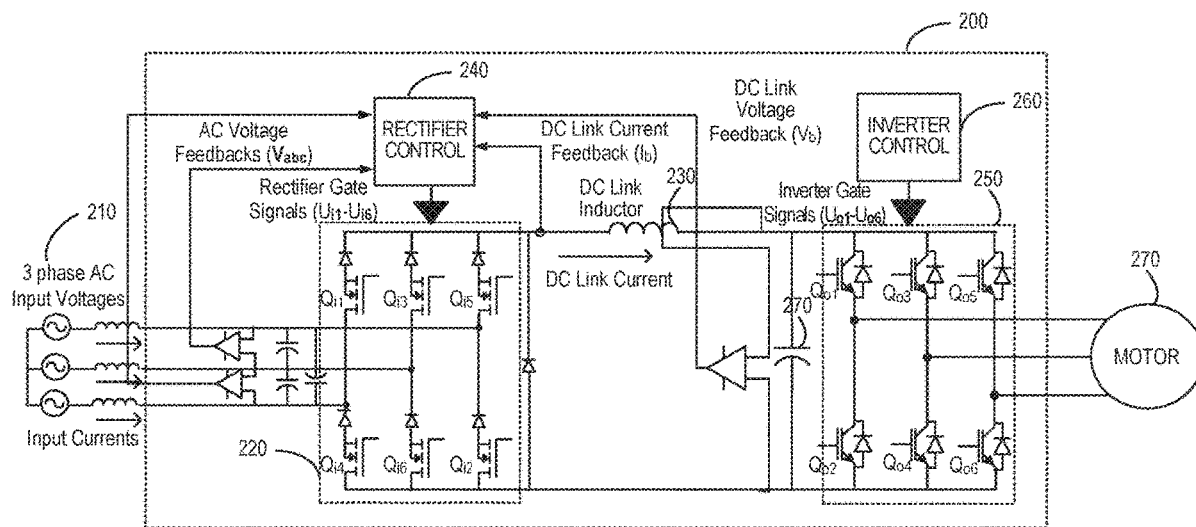 200
240
RECTIFIER
CONTROL
AC Voltage
Feedbacks (Vabc)
DC Link Current
Feedback (Ib)
DC Link
Voltage
Feedback (Vb)
260
INVERTER
CONTROL
Rectifier Gate
Signals (Ui1-Ui6)
DC Link
Inductor
230
Inverter Gate
Signals (Uo1-Uo6)
250
210
3 phase AC
Input Voltages
DC Link Current
Qi1
Qi3
Qi5
Qo1
Qo3
Qo5
270
270
MOTOR
Input Currents
220
Qi4
Qi6
Qi2
Qo2
Qo4
Qo6